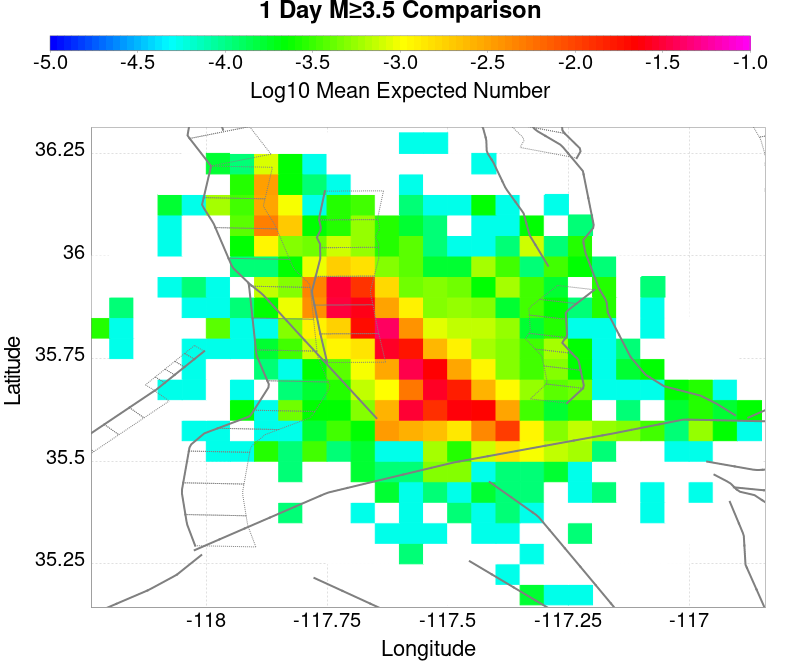 1 Day M≥3.5 Comparison
-5.0 -4.5 -4.0 -3.5 -3.0 -2.5 -2.0 -1.5 -1.0
Log10 Mean Expected Number
36.25
36
35.75
35.5
35.25
Latitude
-118 -117.75 -117.5 -117.25 -117
Longitude